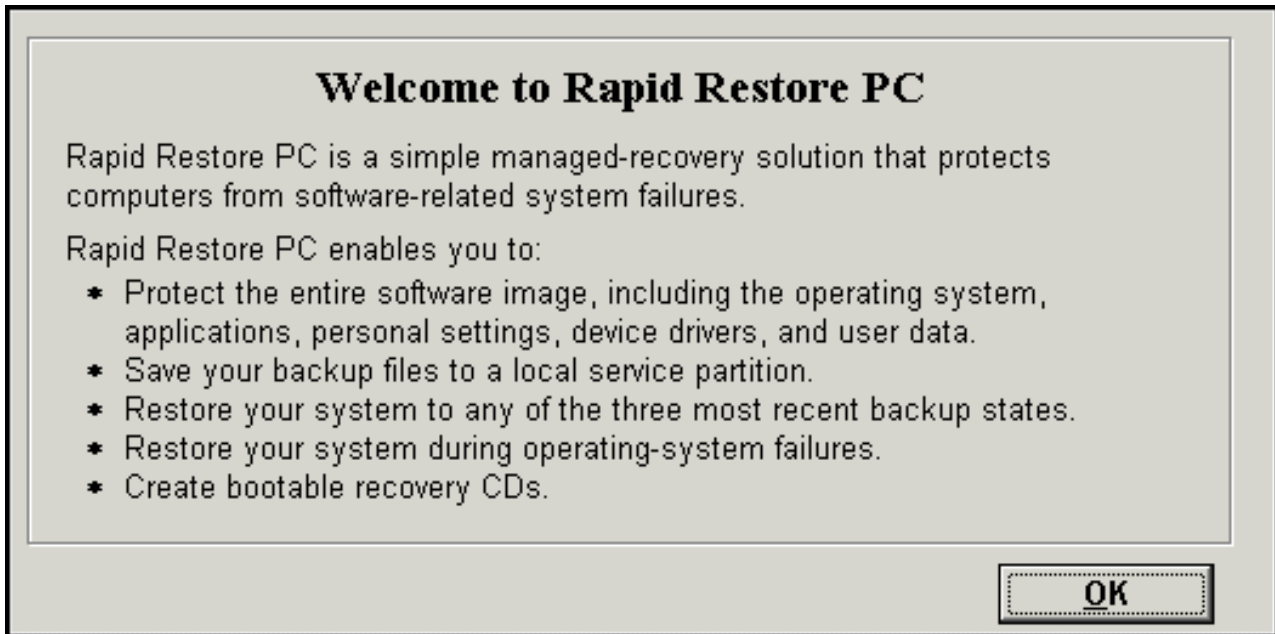 Welcome to Rapid Restore PC
Rapid Restore PC is a simple managed-recovery solution that protects
computers from software-related system failures.
Rapid Restore PC enables you to:
* Protect the entire software image, including the operating system,
applications, personal settings, device drivers, and user data.
* Save your backup files to a local service partition.
* Restore your system to any of the three most recent backup states.
* Restore your system during operating-system failures.
* Create bootable recovery CDs.
OK